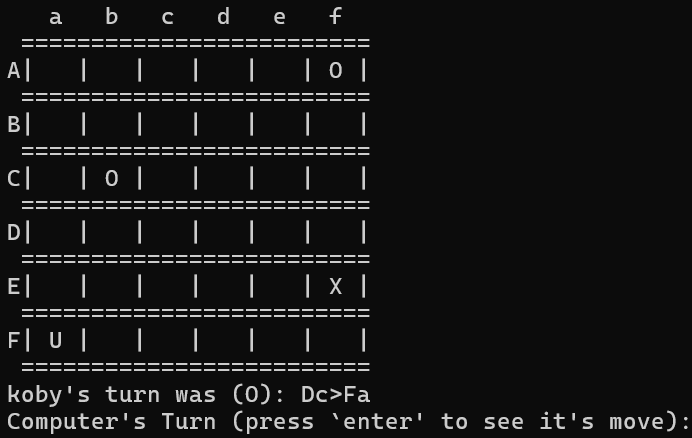 a b c d e f
===============================
A| | | | | | O |
===============================
B| | | | | | |
===============================
C| | O | | | | |
===============================
D| | | | | | |
===============================
E| | | | | | X |
===============================
F| U | | | | | |
===============================
koby's turn was (O): Dc>Fa
Computer's Turn (press `enter' to see it's move):